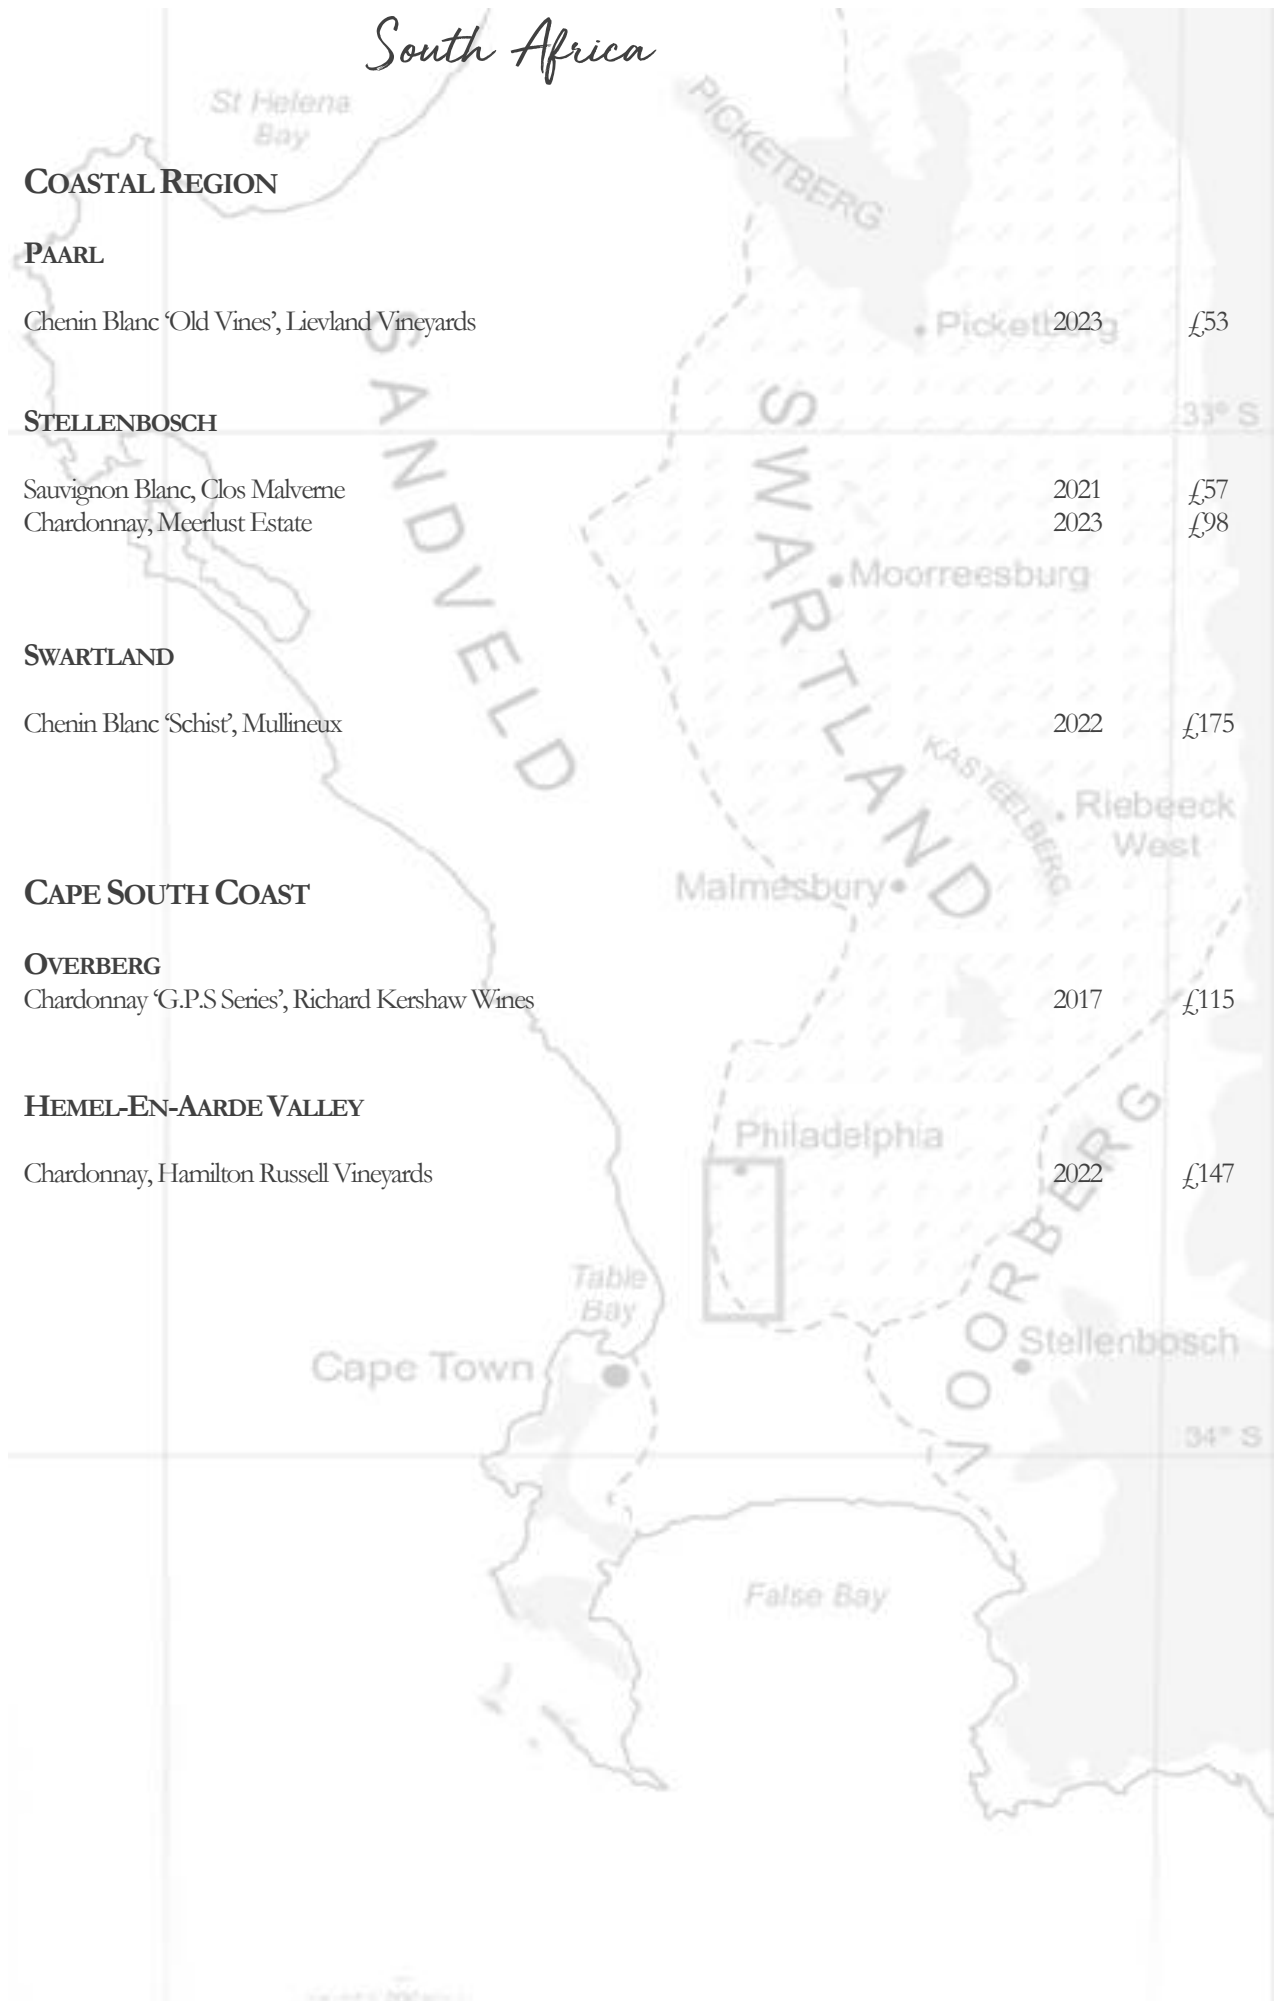 South Africa
St Helena
Bay
PICKETBERG
COASTAL REGION
PAARL
Chenin Blanc ‘Old Vines’, Lievland Vineyards 2023 £53
Picketberg
SANDVELD
SWARTLAND
STELLENBOSCH
33° S
Sauvignon Blanc, Clos Malverne 2021 £57
Chardonnay, Meerlust Estate 2023 £98
Moorreesburg
SWARTLAND
Chenin Blanc ‘Schist’, Mullineux 2022 £175
KASTEELBERG
Riebeeck
West
Malmesbury
CAPE SOUTH COAST
OVERBERG
Chardonnay ‘G.P.S Series’, Richard Kershaw Wines 2017 £115
HEMEL-EN-AARDE VALLEY
Philadelphia
Chardonnay, Hamilton Russell Vineyards 2022 £147
VOORBERG
Table
Bay
Stellenbosch
Cape Town
34° S
False Bay